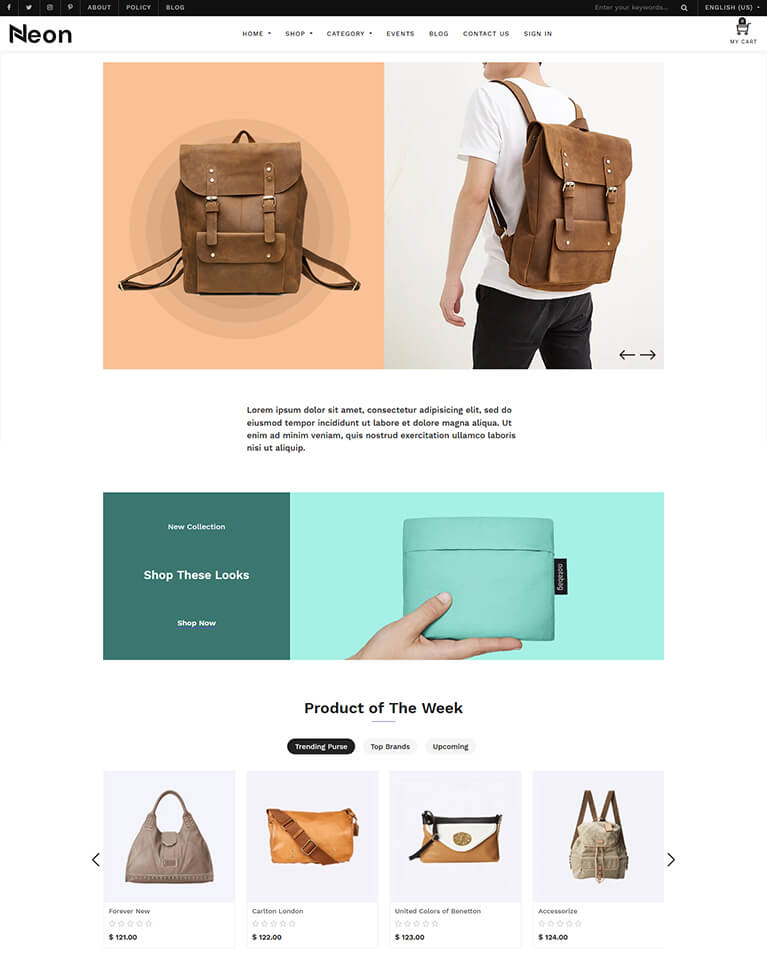 ABOUT POLICY BLOG Enter your keywords... ENGLISH (US)
Neon
HOME SHOP CATEGORY EVENTS BLOG CONTACT US SIGN IN
0
MY CART
Lorem ipsum dolor sit amet, consectetur adipisicing elit, sed do
eiusmod tempor incididunt ut labore et dolore magna aliqua. Ut
enim ad minim veniam, quis nostrud exercitation ullamco laboris
nisi ut aliquip.
New Collection
Shop These Looks
Shop Now
notabag
Product of The Week
Trending Purse Top Brands Upcoming
Forever New
$ 121.00
Carlton London
$ 122.00
United Colors of Benetton
$ 123.00
Accessorize
$ 124.00